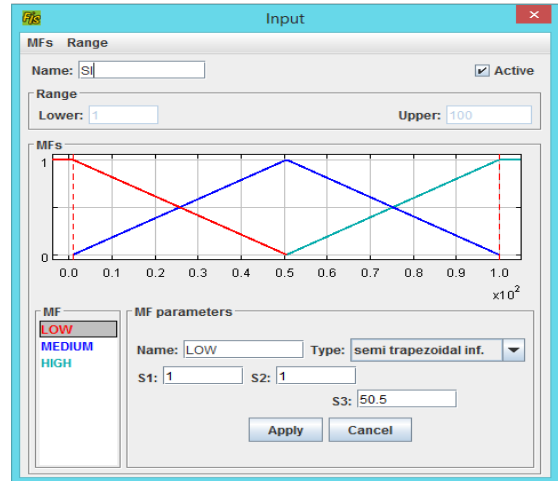 Fis Input ×
MFs Range
Name: SI Active
Range
Lower: 1 Upper: 100
MFs
1
0
0.0 0.1 0.2 0.3 0.4 0.5 0.6 0.7 0.8 0.9 1.0
x10²
MF
LOW
MEDIUM
HIGH
MF parameters
Name: LOW Type: semi trapezoidal inf.
S1: 1 S2: 1
S3: 50.5
Apply Cancel